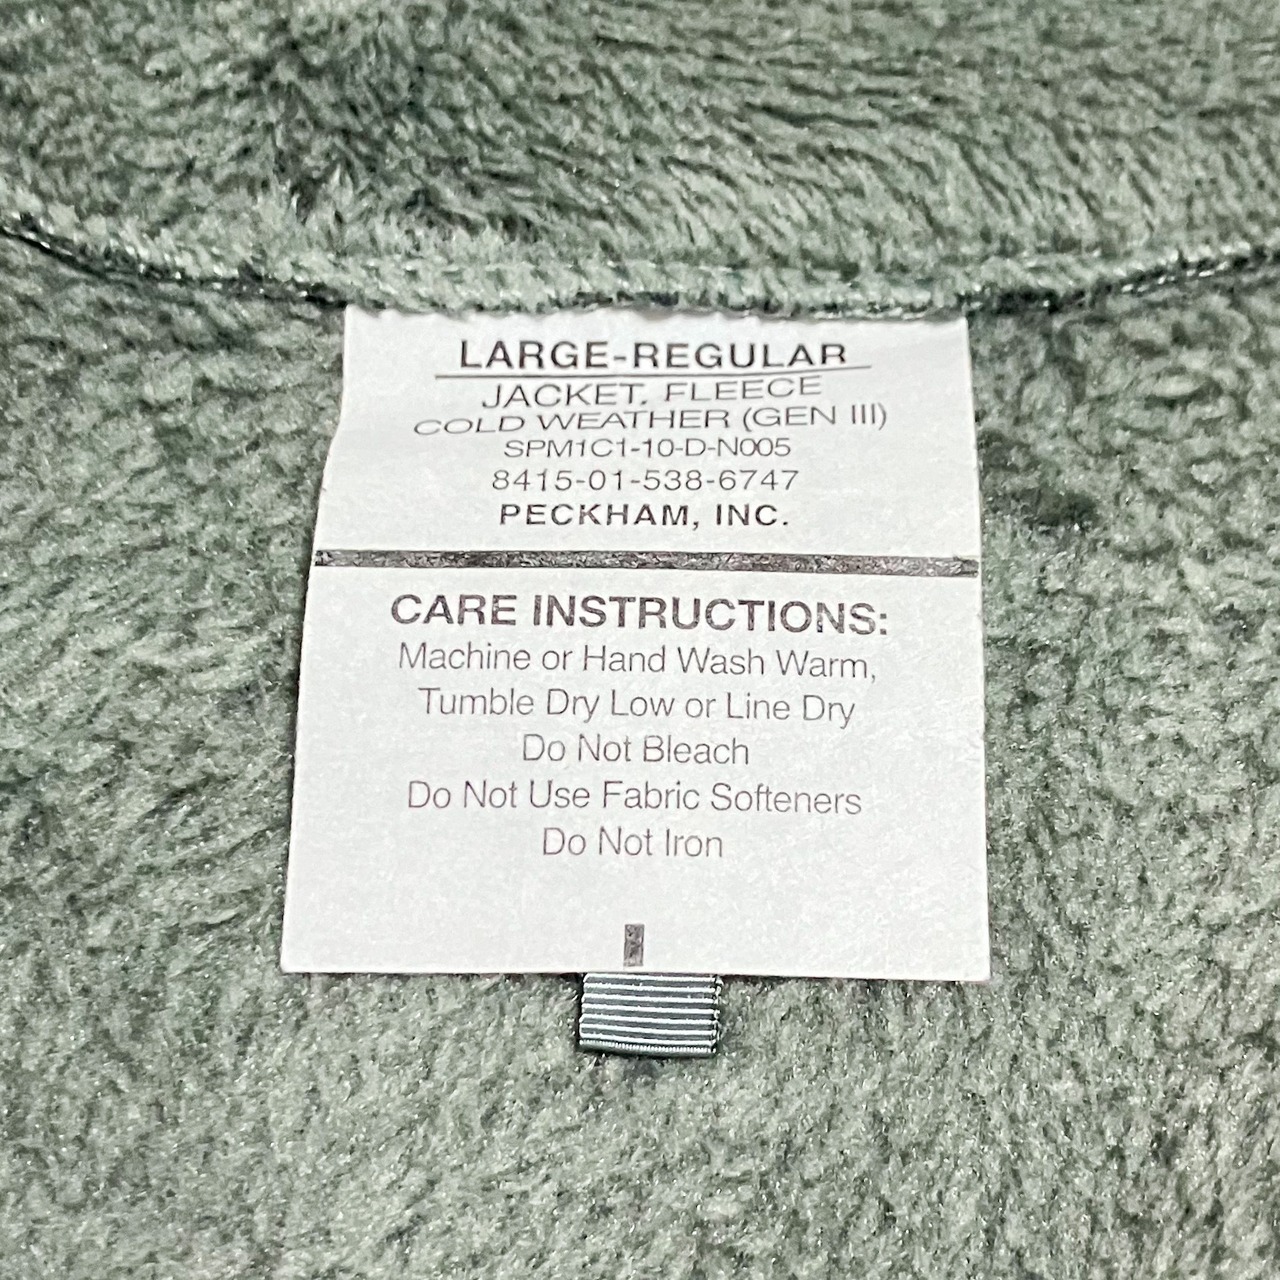 LARGE-REGULAR
JACKET, FLEECE
COLD WEATHER (GEN III)
SPM1C1-10-D-N005
8415-01-538-6747
PECKHAM, INC.
CARE INSTRUCTIONS:
Machine or Hand Wash Warm,
Tumble Dry Low or Line Dry
Do Not Bleach
Do Not Use Fabric Softeners
Do Not Iron